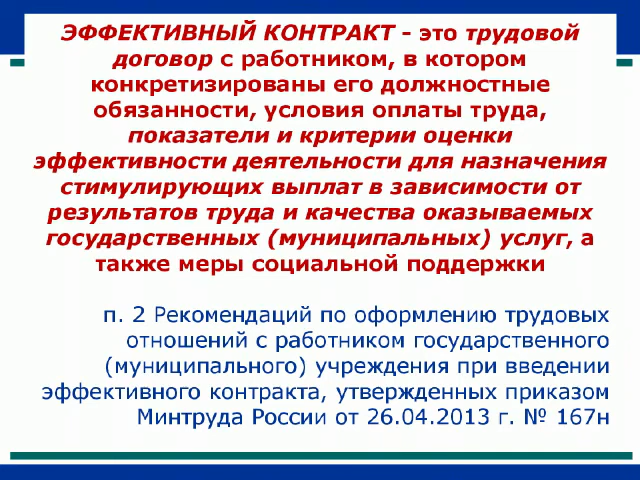 ЭФФЕКТИВНЫЙ КОНТРАКТ - это трудовой
договор с работником, в котором
конкретизированы его должностные
обязанности, условия оплаты труда,
показатели и критерии оценки
эффективности деятельности для назначения
стимулирующих выплат в зависимости от
результатов труда и качества оказываемых
государственных (муниципальных) услуг, а
также меры социальной поддержки
п. 2 Рекомендаций по оформлению трудовых
отношений с работником государственного
(муниципального) учреждения при введении
эффективного контракта, утвержденных приказом
Минтруда России от 26.04.2013 г. № 167н